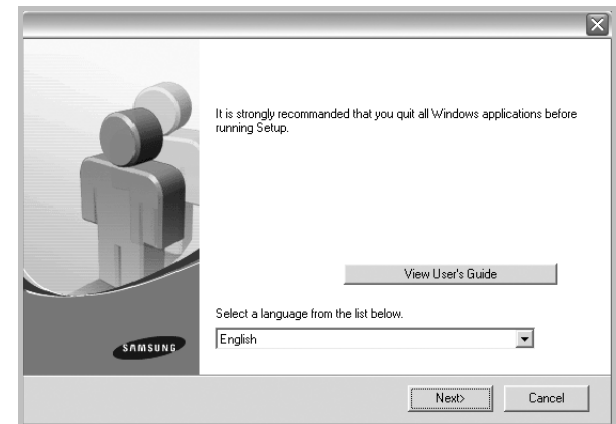 It is strongly recommanded that you quit all Windows applications before
running Setup.
View User's Guide
Select a language from the list below.
English
SAMSUNG
Next>
Cancel